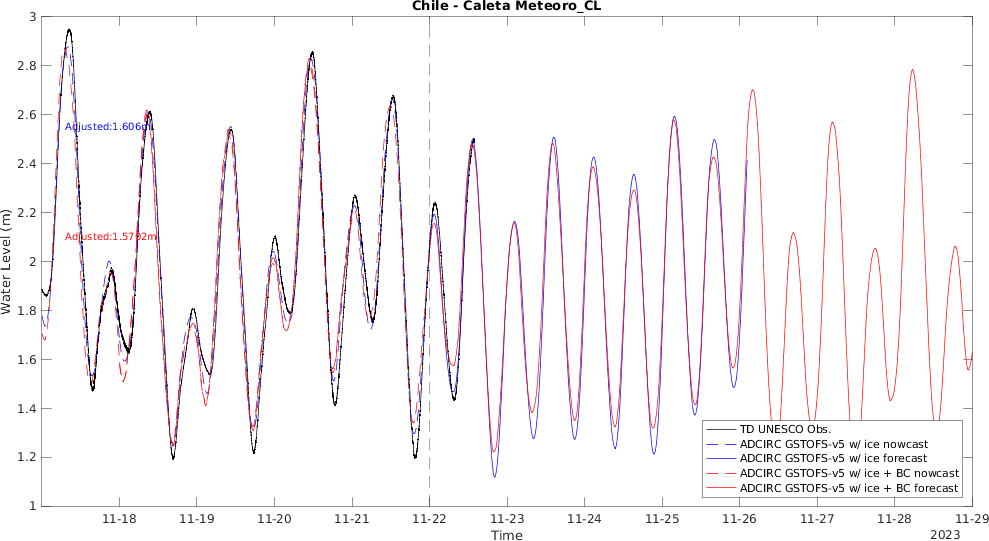 Chile - Caleta Meteoro_CL
3
2.8
2.6
2.4
2.2
2
1.8
1.6
1.4
1.2
1
Water Level (m)
Adjusted:1.606m
Adjusted:1.5702m
TD UNESCO Obs.
ADCIRC GSTOFS-v5 w/ ice nowcast
ADCIRC GSTOFS-v5 w/ ice forecast
ADCIRC GSTOFS-v5 w/ ice + BC nowcast
ADCIRC GSTOFS-v5 w/ ice + BC forecast
11-18 11-19 11-20 11-21 11-22 11-23 11-24 11-25 11-26 11-27 11-28 11-29
Time
2023